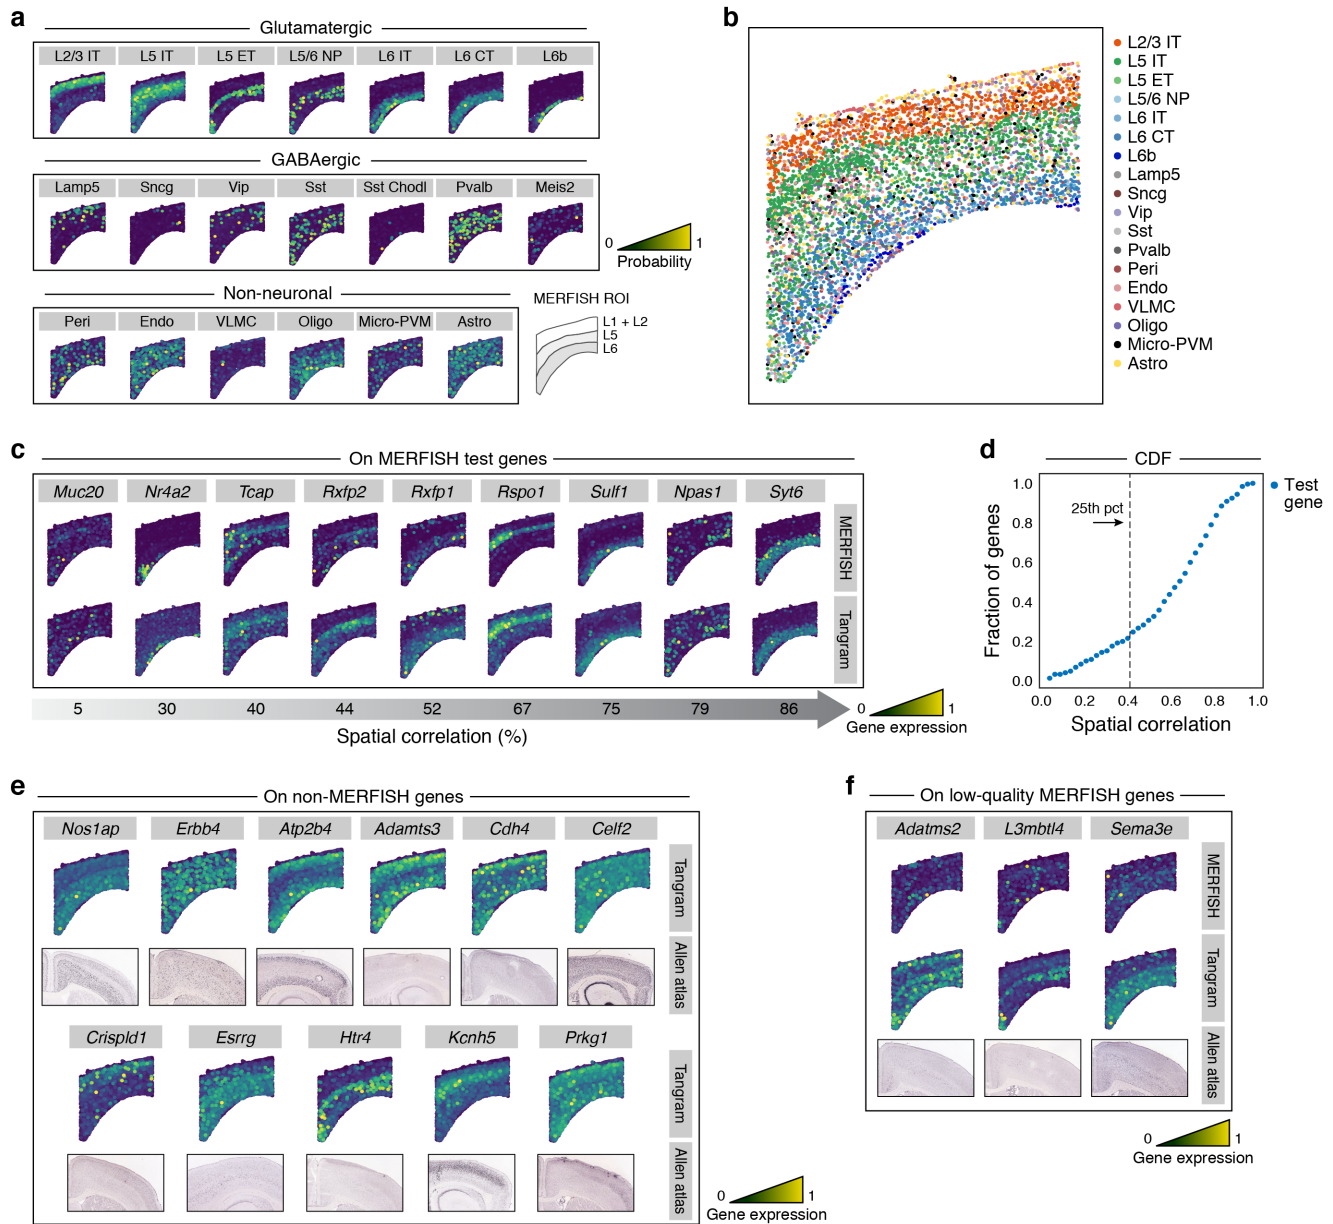 a
Glutamatergic
L2/3 IT L5 IT L5 ET L5/6 NP L6 IT L6 CT L6b
GABAergic
Lamp5 Sncg Vip Sst Sst Chodl Pvalb Meis2
0 1
Probability
Non-neuronal
Peri Endo VLMC Oligo Micro-PVM Astro
MERFISH ROI
L1 + L2
L5
L6
b
L2/3 IT
L5 IT
L5 ET
L5/6 NP
L6 IT
L6 CT
L6b
Lamp5
Sncg
Vip
Sst
Pvalb
Peri
Endo
VLMC
Oligo
Micro-PVM
Astro
c
On MERFISH test genes
Muc20 Nr4a2 Tcap Rxfp2 Rxfp1 Rspo1 Sulf1 Npas1 Syt6
MERFISH
Tangram
5 30 40 44 52 67 75 79 86
Spatial correlation (%)
0 1
Gene expression
d
CDF
Test
gene
25th pct
Fraction of genes
1.0
0.8
0.6
0.4
0.2
0.0
0.0 0.2 0.4 0.6 0.8 1.0
Spatial correlation
e
On non-MERFISH genes
Nos1ap Erbb4 Atp2b4 Adamts3 Cdh4 Celf2
Tangram
Allen atlas
Crispld1 Esrrg Htr4 Kcnh5 Prkg1
Tangram
Allen atlas
0 1
Gene expression
f
On low-quality MERFISH genes
Adatms2 L3mbtl4 Sema3e
MERFISH
Tangram
Allen atlas
0 1
Gene expression